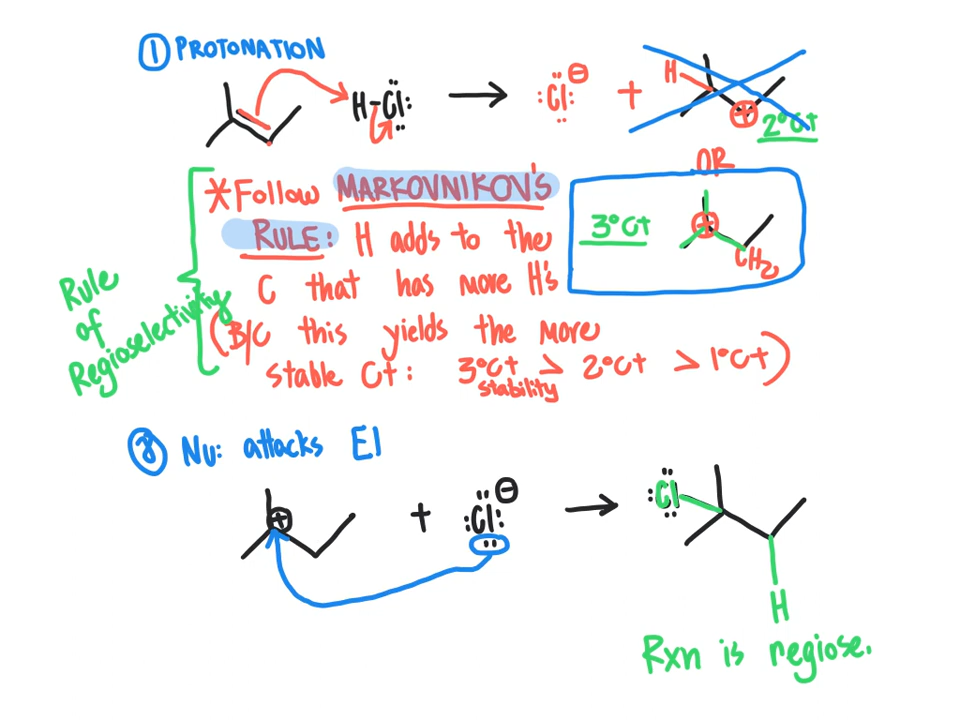 ① PROTONATION
H-Cl: → :Cl: ⊖ + H ⊕ 2°C+
OR
*Follow MARKOVNIKOV'S
RULE: H adds to the
C that has more H's
(B/C this yields the more
stable C+: 3°C+ > 2°C+ > 1°C+)
stability
3°C+ ⊕ CH₂
Rule
of
Regioselectivity
② Nu: attacks El
⊕ + :Cl: ⊖ → :Cl
H
Rxn is regiose.